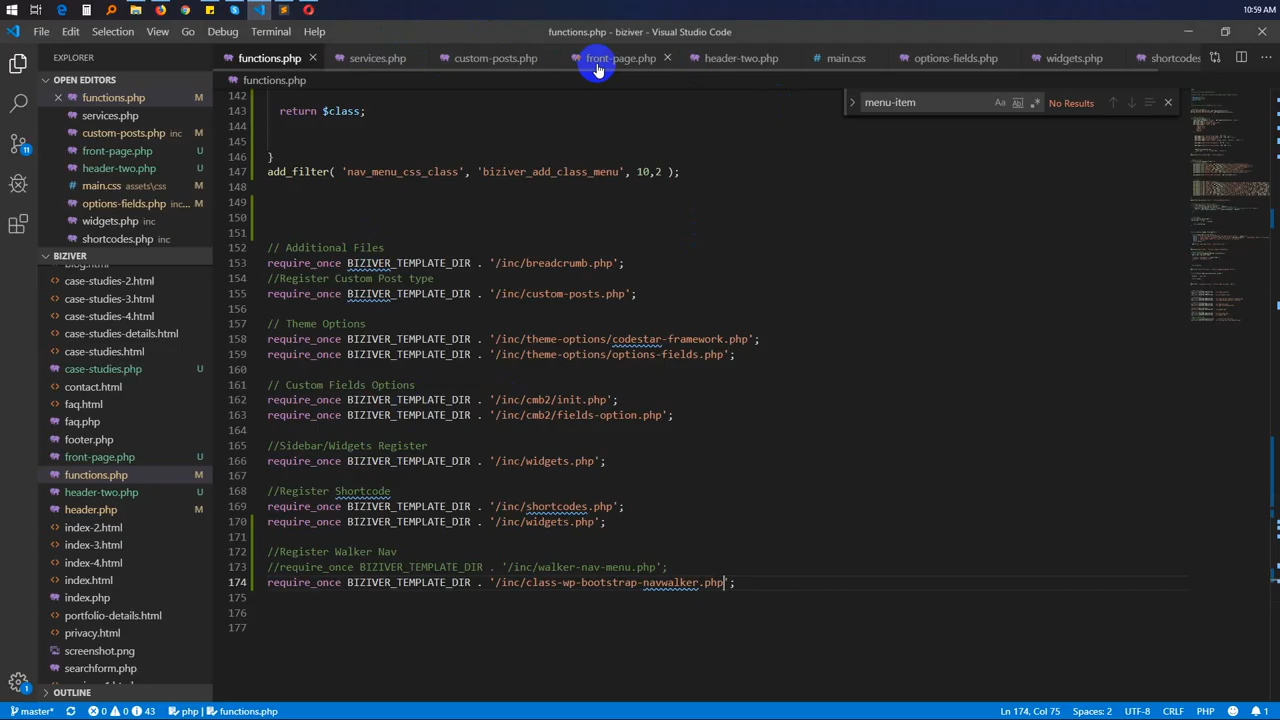 10:59 AM
File Edit Selection View Go Debug Terminal Help
functions.php - biziver - Visual Studio Code
EXPLORER
functions.php services.php custom-posts.php front-page.php header-two.php main.css options-fields.php widgets.php shortcodes
OPEN EDITORS
functions.php M
services.php
custom-posts.php inc
front-page.php U
header-two.php U
main.css assets\css
options-fields.php inc...
widgets.php inc
shortcodes.php inc
functions.php
menu-item Aa Abl .* No Results
BIZIVER
case-studies-2.html
case-studies-3.html
case-studies-4.html
case-studies-details.html
case-studies.html
case-studies.php U
contact.html
faq.html
faq.php
footer.php
front-page.php U
functions.php M
header-two.php U
header.php M
index-2.html
index-3.html
index-4.html
index.html
index.php
portfolio-details.html
privacy.html
screenshot.png
searchform.php
OUTLINE
142
143 return $class;
144
145
146 }
147 add_filter( 'nav_menu_css_class', 'biziver_add_class_menu', 10,2 );
148
149
150
151
152 // Additional Files
153 require_once BIZIVER_TEMPLATE_DIR . '/inc/breadcrumb.php';
154 //Register Custom Post type
155 require_once BIZIVER_TEMPLATE_DIR . '/inc/custom-posts.php';
156
157 // Theme Options
158 require_once BIZIVER_TEMPLATE_DIR . '/inc/theme-options/codestar-framework.php';
159 require_once BIZIVER_TEMPLATE_DIR . '/inc/theme-options/options-fields.php';
160
161 // Custom Fields Options
162 require_once BIZIVER_TEMPLATE_DIR . '/inc/cmb2/init.php';
163 require_once BIZIVER_TEMPLATE_DIR . '/inc/cmb2/fields-option.php';
164
165 //Sidebar/Widgets Register
166 require_once BIZIVER_TEMPLATE_DIR . '/inc/widgets.php';
167
168 //Register Shortcode
169 require_once BIZIVER_TEMPLATE_DIR . '/inc/shortcodes.php';
170 require_once BIZIVER_TEMPLATE_DIR . '/inc/widgets.php';
171
172 //Register Walker Nav
173 //require_once BIZIVER_TEMPLATE_DIR . '/inc/walker-nav-menu.php';
174 require_once BIZIVER_TEMPLATE_DIR . '/inc/class-wp-bootstrap-navwalker.php';
175
176
177
11
1
master* 0 0 43 php functions.php Ln 174, Col 75 Spaces: 2 UTF-8 CRLF PHP 1